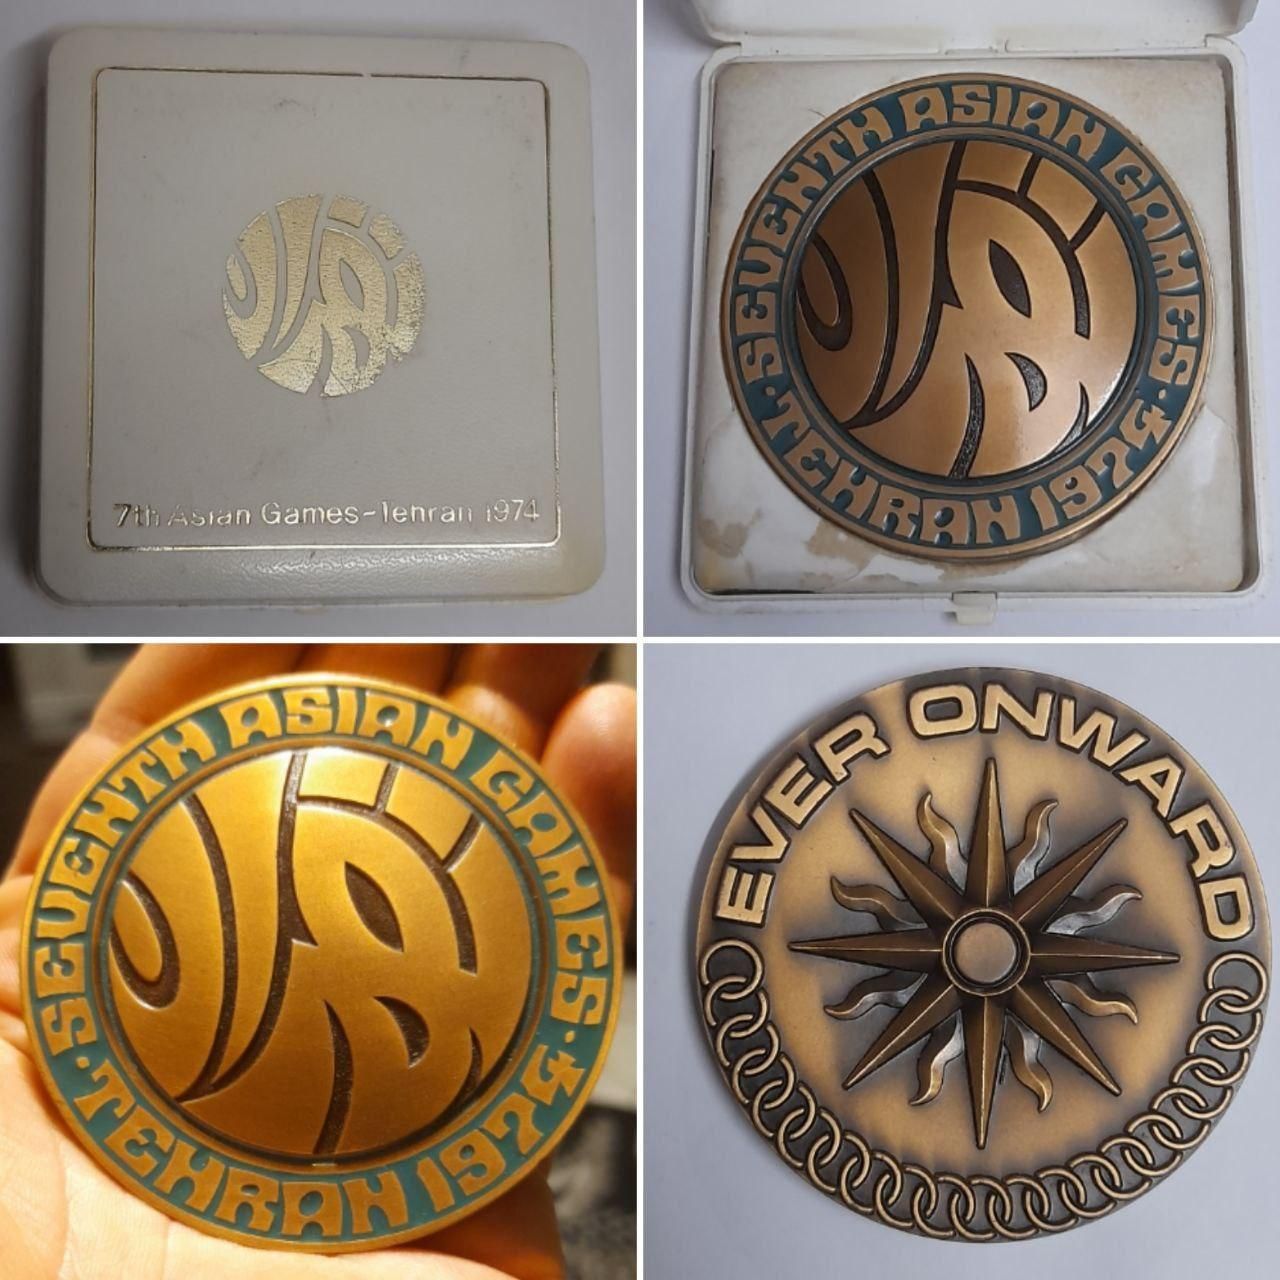 7th Asian Games-Tehran 1974
SEVENTH ASIAN GAMES
TEHRAN 1974
SEVENTH ASIAN GAMES
TEHRAN 1974
EVER ONWARD